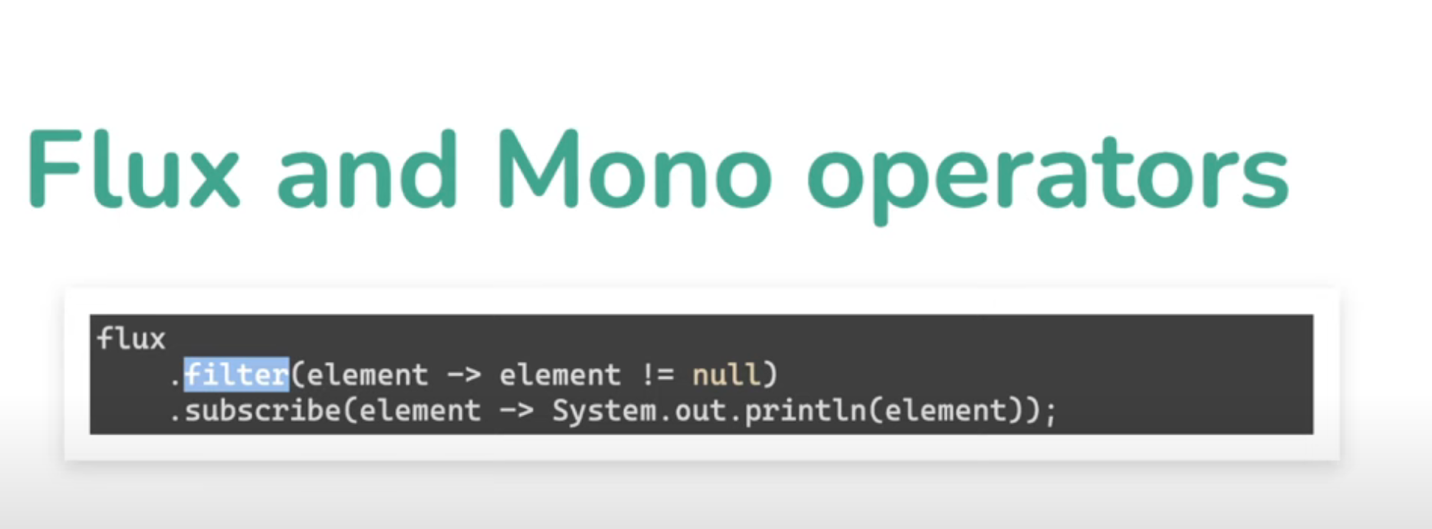 Flux and Mono operators
flux
.filter(element -> element != null)
.subscribe(element -> System.out.println(element));